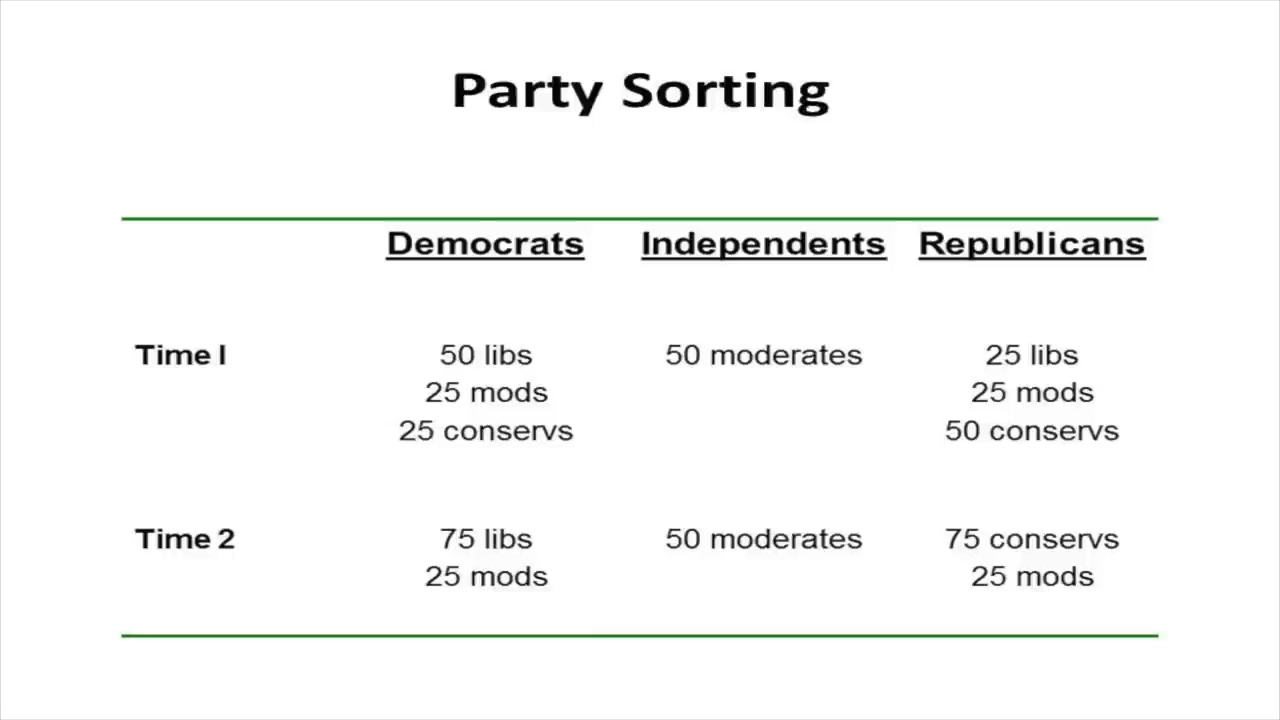 Party Sorting
Democrats Independents Republicans
Time I 50 libs 50 moderates 25 libs
25 mods 25 mods
25 conservs 50 conservs
Time 2 75 libs 50 moderates 75 conservs
25 mods 25 mods